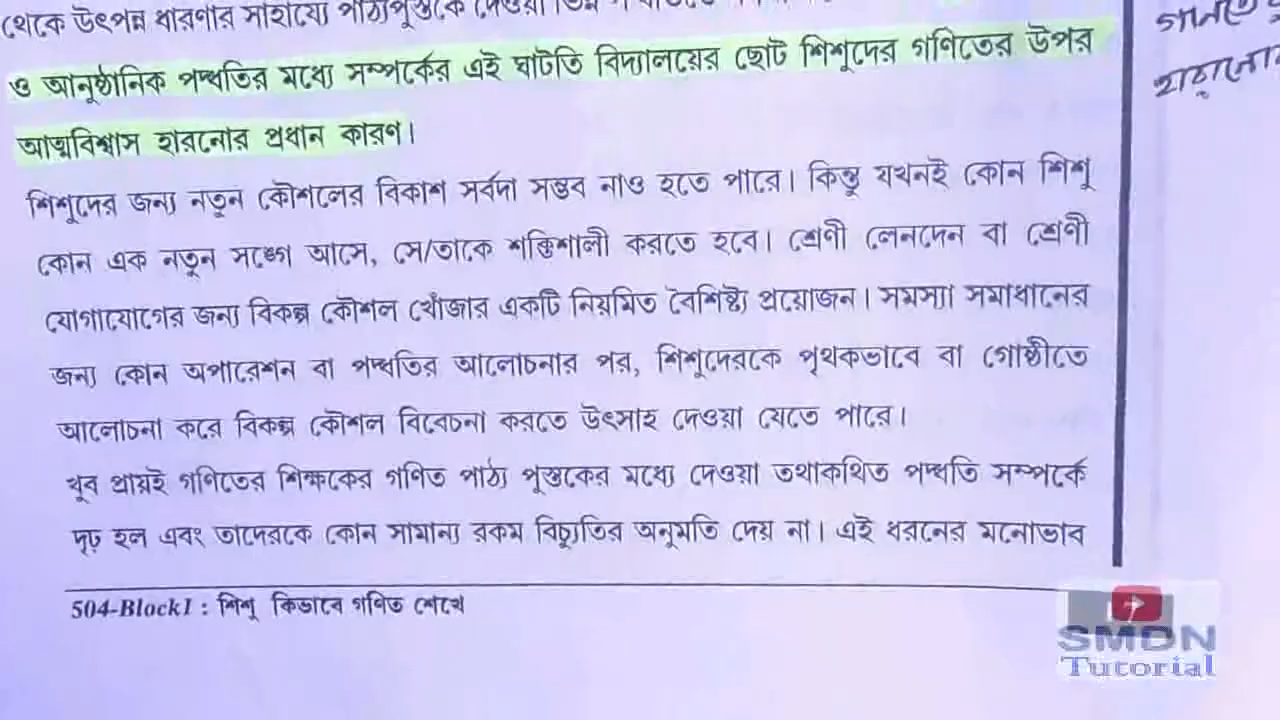 থেকে উৎপন্ন ধারণার সাহায্যে পাঠ্যপুস্তকে দেওয়া
ও আনুষ্ঠানিক পদ্ধতির মধ্যে সম্পর্কের এই ঘাটতি বিদ্যালয়ের ছোট শিশুদের গণিতের উপর
আত্মবিশ্বাস হারনোর প্রধান কারণ।
শিশুদের জন্য নতুন কৌশলের বিকাশ সর্বদা সম্ভব নাও হতে পারে। কিন্তু যখনই কোন শিশু
কোন এক নতুন সঙ্গে আসে, সে/তাকে শক্তিশালী করতে হবে। শ্রেণী লেনদেন বা শ্রেণী
যোগাযোগের জন্য বিকল্প কৌশল খোঁজার একটি নিয়মিত বৈশিষ্ট্য প্রয়োজন। সমস্যা সমাধানের
জন্য কোন অপারেশন বা পদ্ধতির আলোচনার পর, শিশুদেরকে পৃথকভাবে বা গোষ্ঠীতে
আলোচনা করে বিকল্প কৌশল বিবেচনা করতে উৎসাহ দেওয়া যেতে পারে।
খুব প্রায়ই গণিতের শিক্ষকের গণিত পাঠ্য পুস্তকের মধ্যে দেওয়া তথাকথিত পদ্ধতি সম্পর্কে
দৃঢ় হল এবং তাদেরকে কোন সামান্য রকম বিচ্যুতির অনুমতি দেয় না। এই ধরনের মনোভাব
504-Block1 : শিশু কিভাবে গণিত শেখে
SMDN
Tutorial